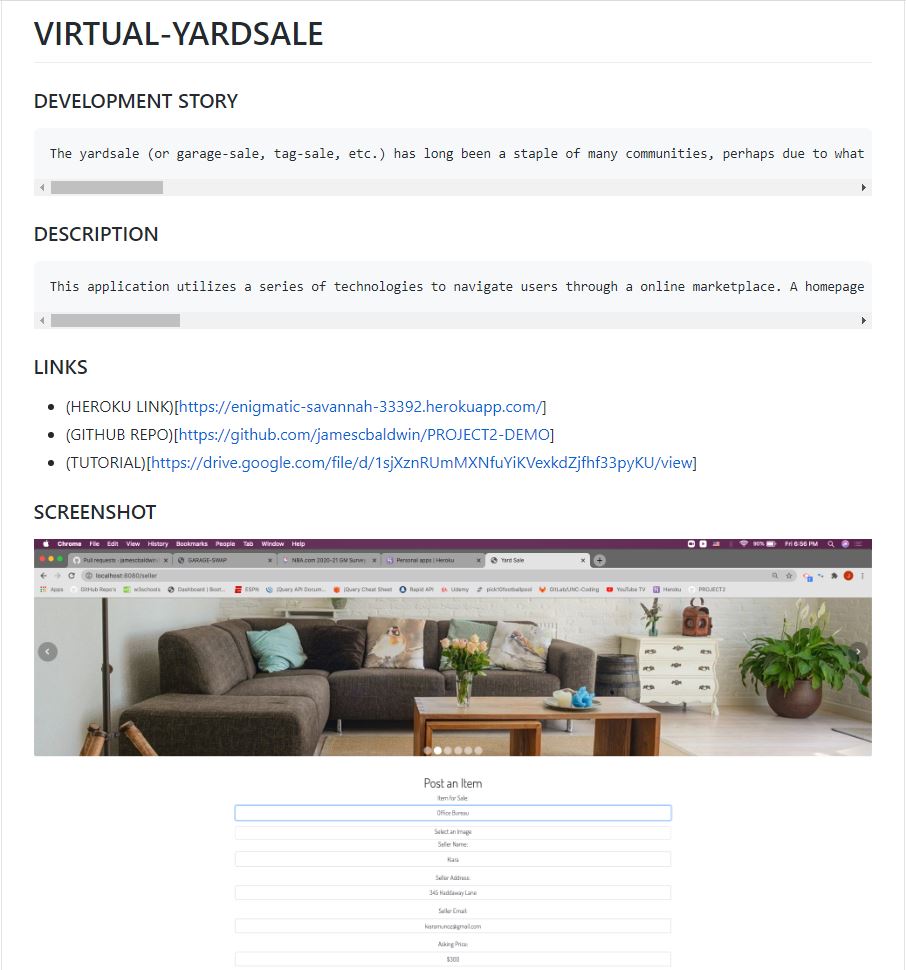 VIRTUAL-YARDSALE
DEVELOPMENT STORY
The yardsale (or garage-sale, tag-sale, etc.) has long been a staple of many communities, perhaps due to what
DESCRIPTION
This application utilizes a series of technologies to navigate users through a online marketplace. A homepage
LINKS
(HEROKU LINK)[https://enigmatic-savannah-33392.herokuapp.com/]
(GITHUB REPO)[https://github.com/jamescbaldwin/PROJECT2-DEMO]
(TUTORIAL)[https://drive.google.com/file/d/1sjXznRUmMXNfuYiKVexkdZjfhf33pyKU/view]
SCREENSHOT
Chrome File Edit View History Bookmarks People Tab Window Help 90% Fri 6:56 PM
Pull requests · jamescbaldwi GARAGE-SWAP NBA.com 2020-21 GM Survey Personal apps | Heroku Yard Sale
localhost:8080/seller
Apps GitHub Repo's w3schools Dashboard | Boot... ESPN jQuery API Docum... jQuery Cheat Sheet Rapid API Udemy pick10footballpool GitLab/UNC-Coding YouTube TV Heroku PROJECT2
Post an Item
Item for Sale:
Office Bureau
Select an Image
Seller Name:
Kiara
Seller Address:
345 Haddaway Lane
Seller Email:
kiaramunoz@gmail.com
Asking Price:
$300